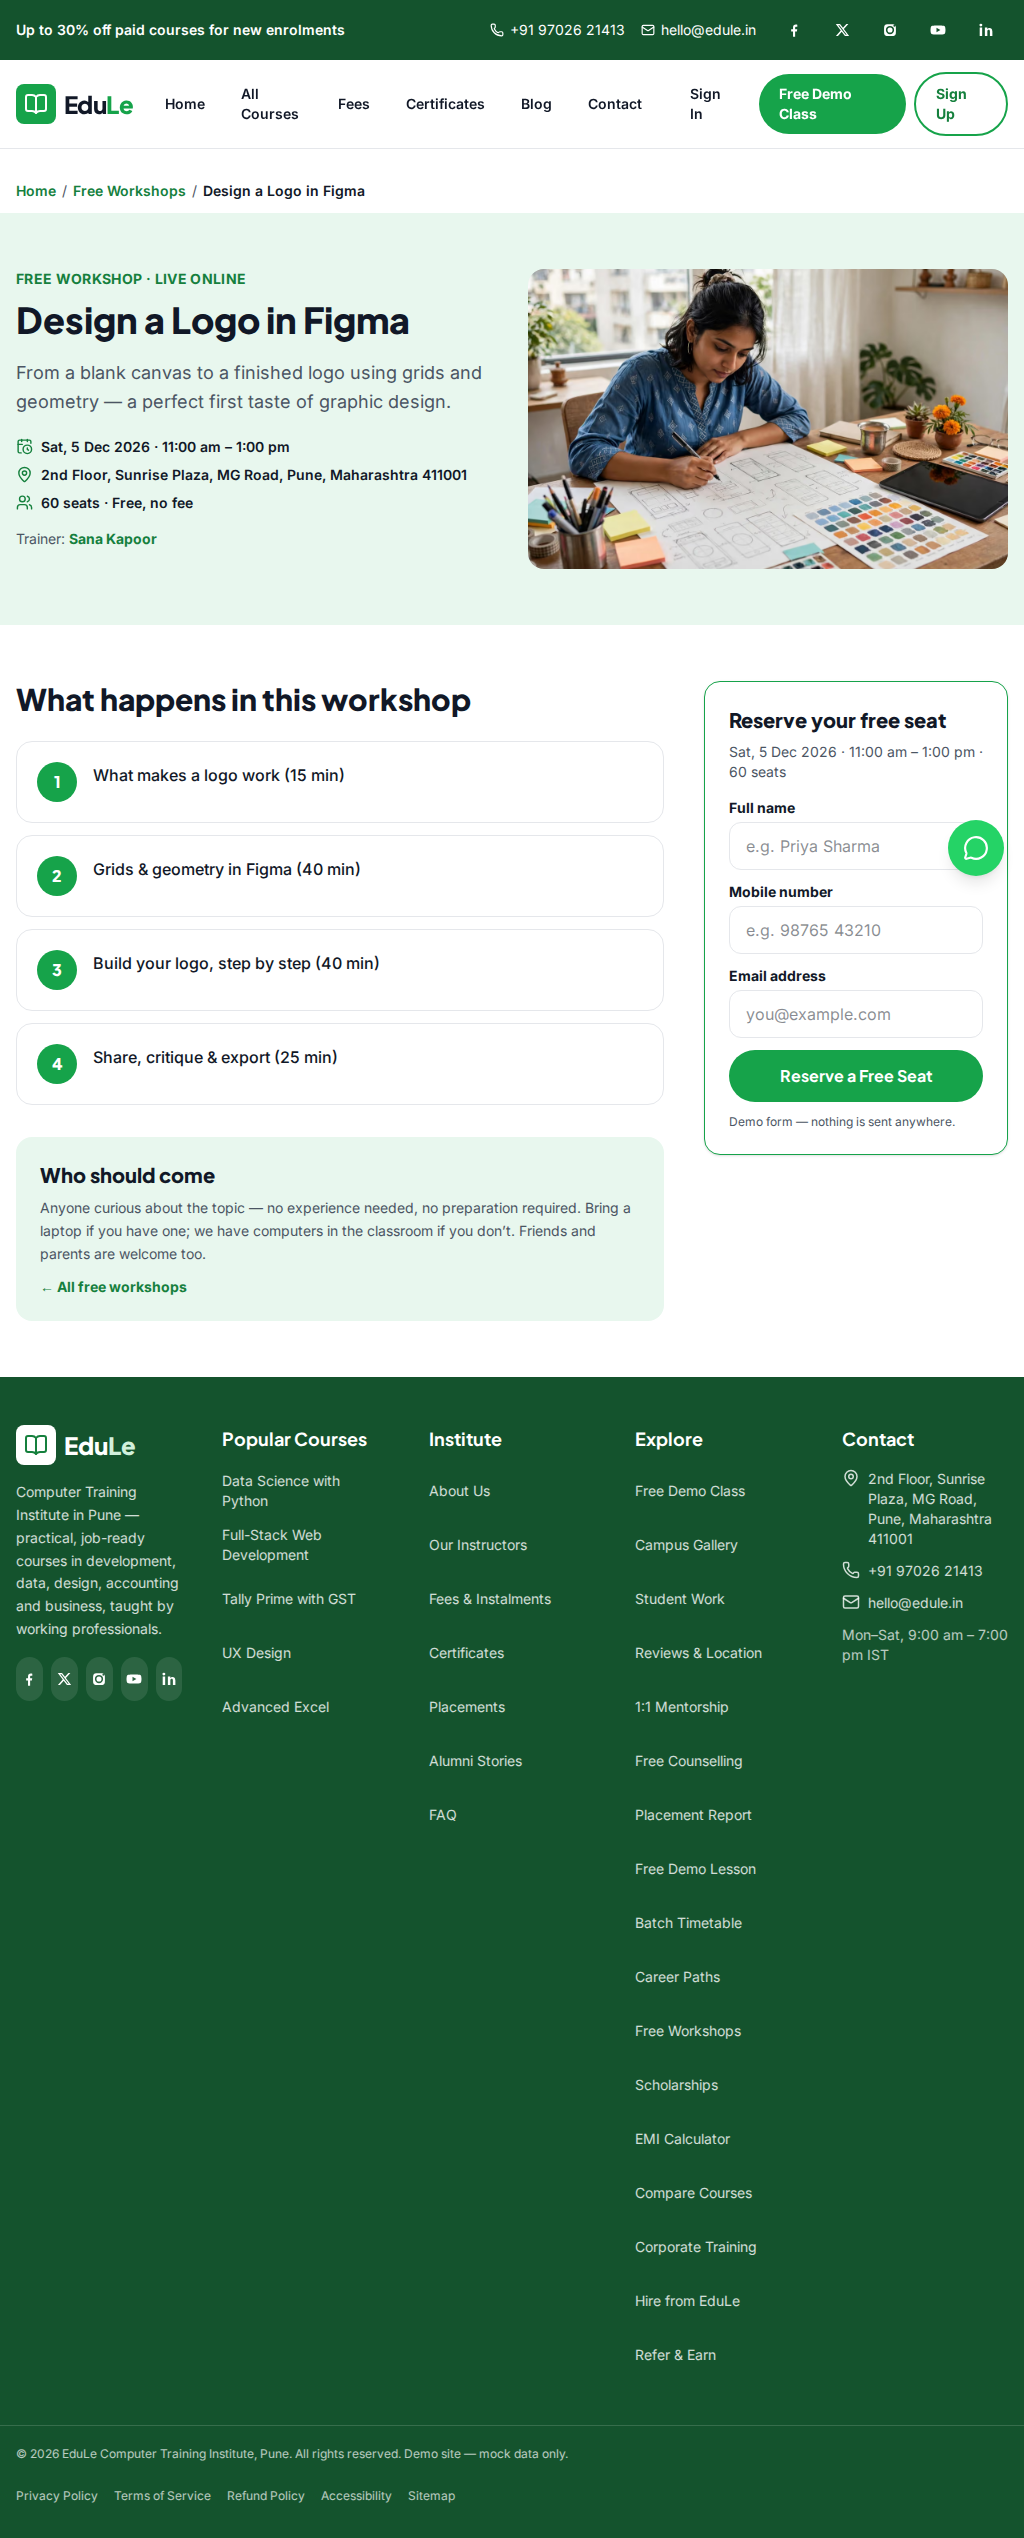 Up to 30% off paid courses for new enrolments
+91 97026 21413
hello@edule.in
EduLe
Home
All Courses
Fees
Certificates
Blog
Contact
Sign In
Free Demo Class
Sign Up
Home / Free Workshops / Design a Logo in Figma
FREE WORKSHOP · LIVE ONLINE
Design a Logo in Figma
From a blank canvas to a finished logo using grids and
geometry — a perfect first taste of graphic design.
Sat, 5 Dec 2026 · 11:00 am – 1:00 pm
2nd Floor, Sunrise Plaza, MG Road, Pune, Maharashtra 411001
60 seats · Free, no fee
Trainer: Sana Kapoor
What happens in this workshop
1 What makes a logo work (15 min)
2 Grids & geometry in Figma (40 min)
3 Build your logo, step by step (40 min)
4 Share, critique & export (25 min)
Who should come
Anyone curious about the topic — no experience needed, no preparation required. Bring a
laptop if you have one; we have computers in the classroom if you don’t. Friends and
parents are welcome too.
← All free workshops
Reserve your free seat
Sat, 5 Dec 2026 · 11:00 am – 1:00 pm ·
60 seats
Full name
e.g. Priya Sharma
Mobile number
e.g. 98765 43210
Email address
you@example.com
Reserve a Free Seat
Demo form — nothing is sent anywhere.
EduLe
Computer Training
Institute in Pune —
practical, job-ready
courses in development,
data, design, accounting
and business, taught by
working professionals.
Popular Courses
Data Science with
Python
Full-Stack Web
Development
Tally Prime with GST
UX Design
Advanced Excel
Institute
About Us
Our Instructors
Fees & Instalments
Certificates
Placements
Alumni Stories
FAQ
Explore
Free Demo Class
Campus Gallery
Student Work
Reviews & Location
1:1 Mentorship
Free Counselling
Placement Report
Free Demo Lesson
Batch Timetable
Career Paths
Free Workshops
Scholarships
EMI Calculator
Compare Courses
Corporate Training
Hire from EduLe
Refer & Earn
Contact
2nd Floor, Sunrise
Plaza, MG Road,
Pune, Maharashtra
411001
+91 97026 21413
hello@edule.in
Mon–Sat, 9:00 am – 7:00
pm IST
© 2026 EduLe Computer Training Institute, Pune. All rights reserved. Demo site — mock data only.
Privacy Policy
Terms of Service
Refund Policy
Accessibility
Sitemap